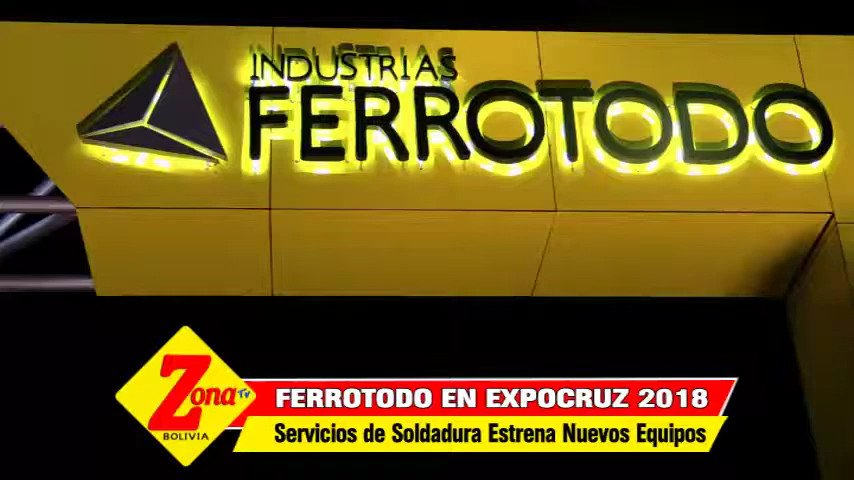 INDUSTRIAS
FERROTODO
Zona TV
BOLIVIA
FERROTODO EN EXPOCRUZ 2018
Servicios de Soldadura Estrena Nuevos Equipos